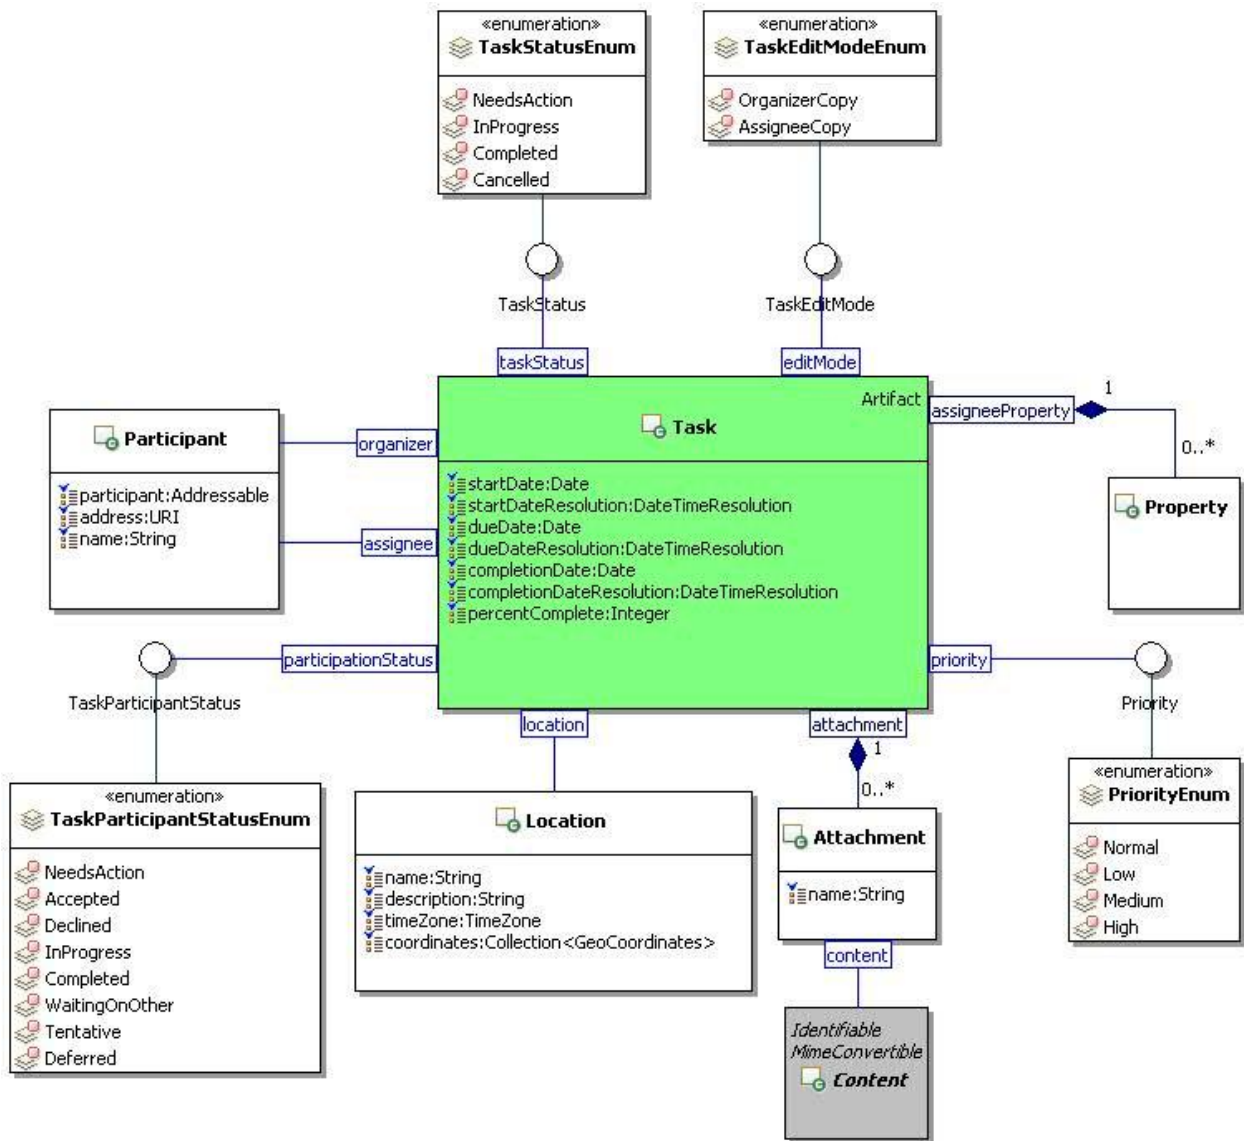 «enumeration»
TaskStatusEnum
NeedsAction
InProgress
Completed
Cancelled
«enumeration»
TaskEditModeEnum
OrganizerCopy
AssigneeCopy
TaskStatus
TaskEditMode
taskStatus
editMode
Participant
participant:Addressable
address:URI
name:String
organizer
assignee
Artifact
Task
startDate:Date
startDateResolution:DateTimeResolution
dueDate:Date
dueDateResolution:DateTimeResolution
completionDate:Date
completionDateResolution:DateTimeResolution
percentComplete:Integer
assigneeProperty
1
0..*
Property
participationStatus
TaskParticipantStatus
priority
Priority
location
attachment
1
0..*
«enumeration»
TaskParticipantStatusEnum
NeedsAction
Accepted
Declined
InProgress
Completed
WaitingOnOther
Tentative
Deferred
Location
name:String
description:String
timeZone:TimeZone
coordinates:Collection<GeoCoordinates>
Attachment
name:String
content
Identifiable
MimeConvertible
Content
«enumeration»
PriorityEnum
Normal
Low
Medium
High